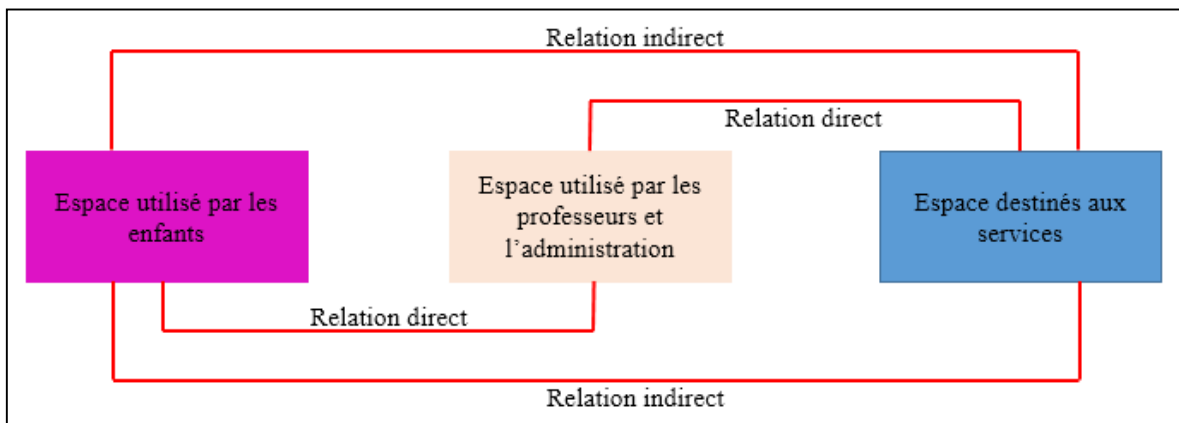 Relation indirect
Relation direct
Espace utilisé par les
enfants
Espace utilisé par les
professeurs et
l’administration
Espace destinés aux
services
Relation direct
Relation indirect